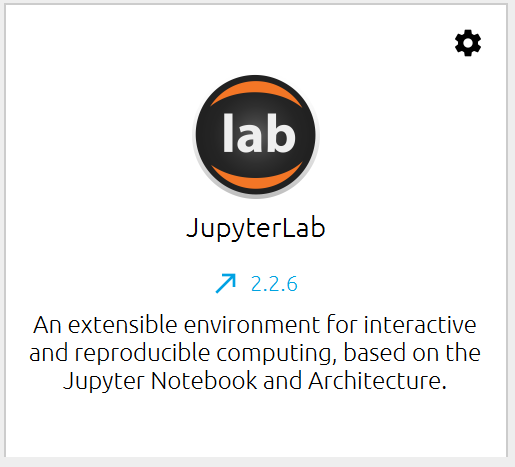 lab
JupyterLab
2.2.6
An extensible environment for interactive
and reproducible computing, based on the
Jupyter Notebook and Architecture.